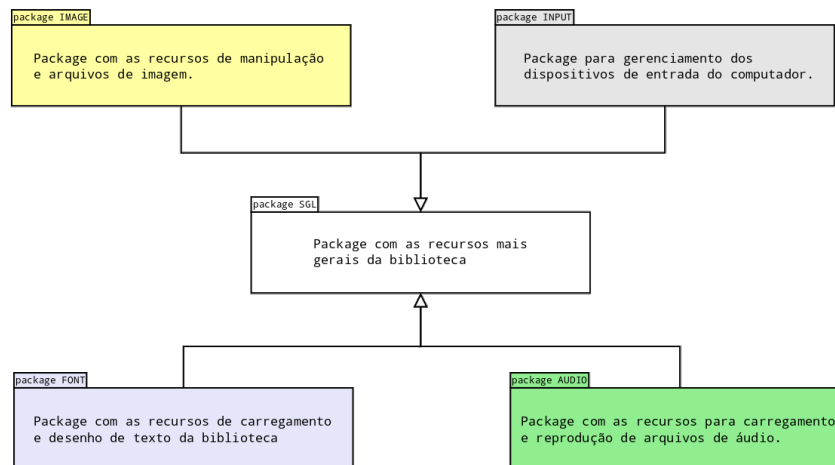 package IMAGE
Package com as recursos de manipulação
e arquivos de imagem.
package INPUT
Package para gerenciamento dos
dispositivos de entrada do computador.
package SGL
Package com as recursos mais
gerais da biblioteca
package FONT
Package com as recursos de carregamento
e desenho de texto da biblioteca
package AUDIO
Package com as recursos para carregamento
e reprodução de arquivos de áudio.